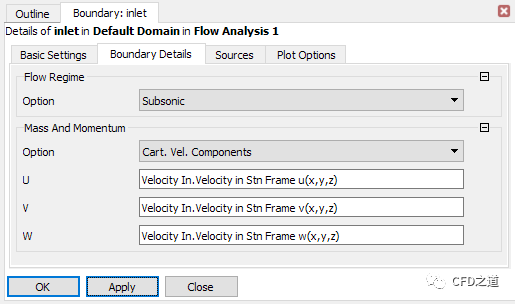 Outline
Boundary: inlet
Details of inlet in Default Domain in Flow Analysis 1
Basic Settings
Boundary Details
Sources
Plot Options
Flow Regime
Option
Subsonic
Mass And Momentum
Option
Cart. Vel. Components
U
Velocity In.Velocity in Stn Frame u(x,y,z)
V
Velocity In.Velocity in Stn Frame v(x,y,z)
W
Velocity In.Velocity in Stn Frame w(x,y,z)
CFD之道
OK
Apply
Close